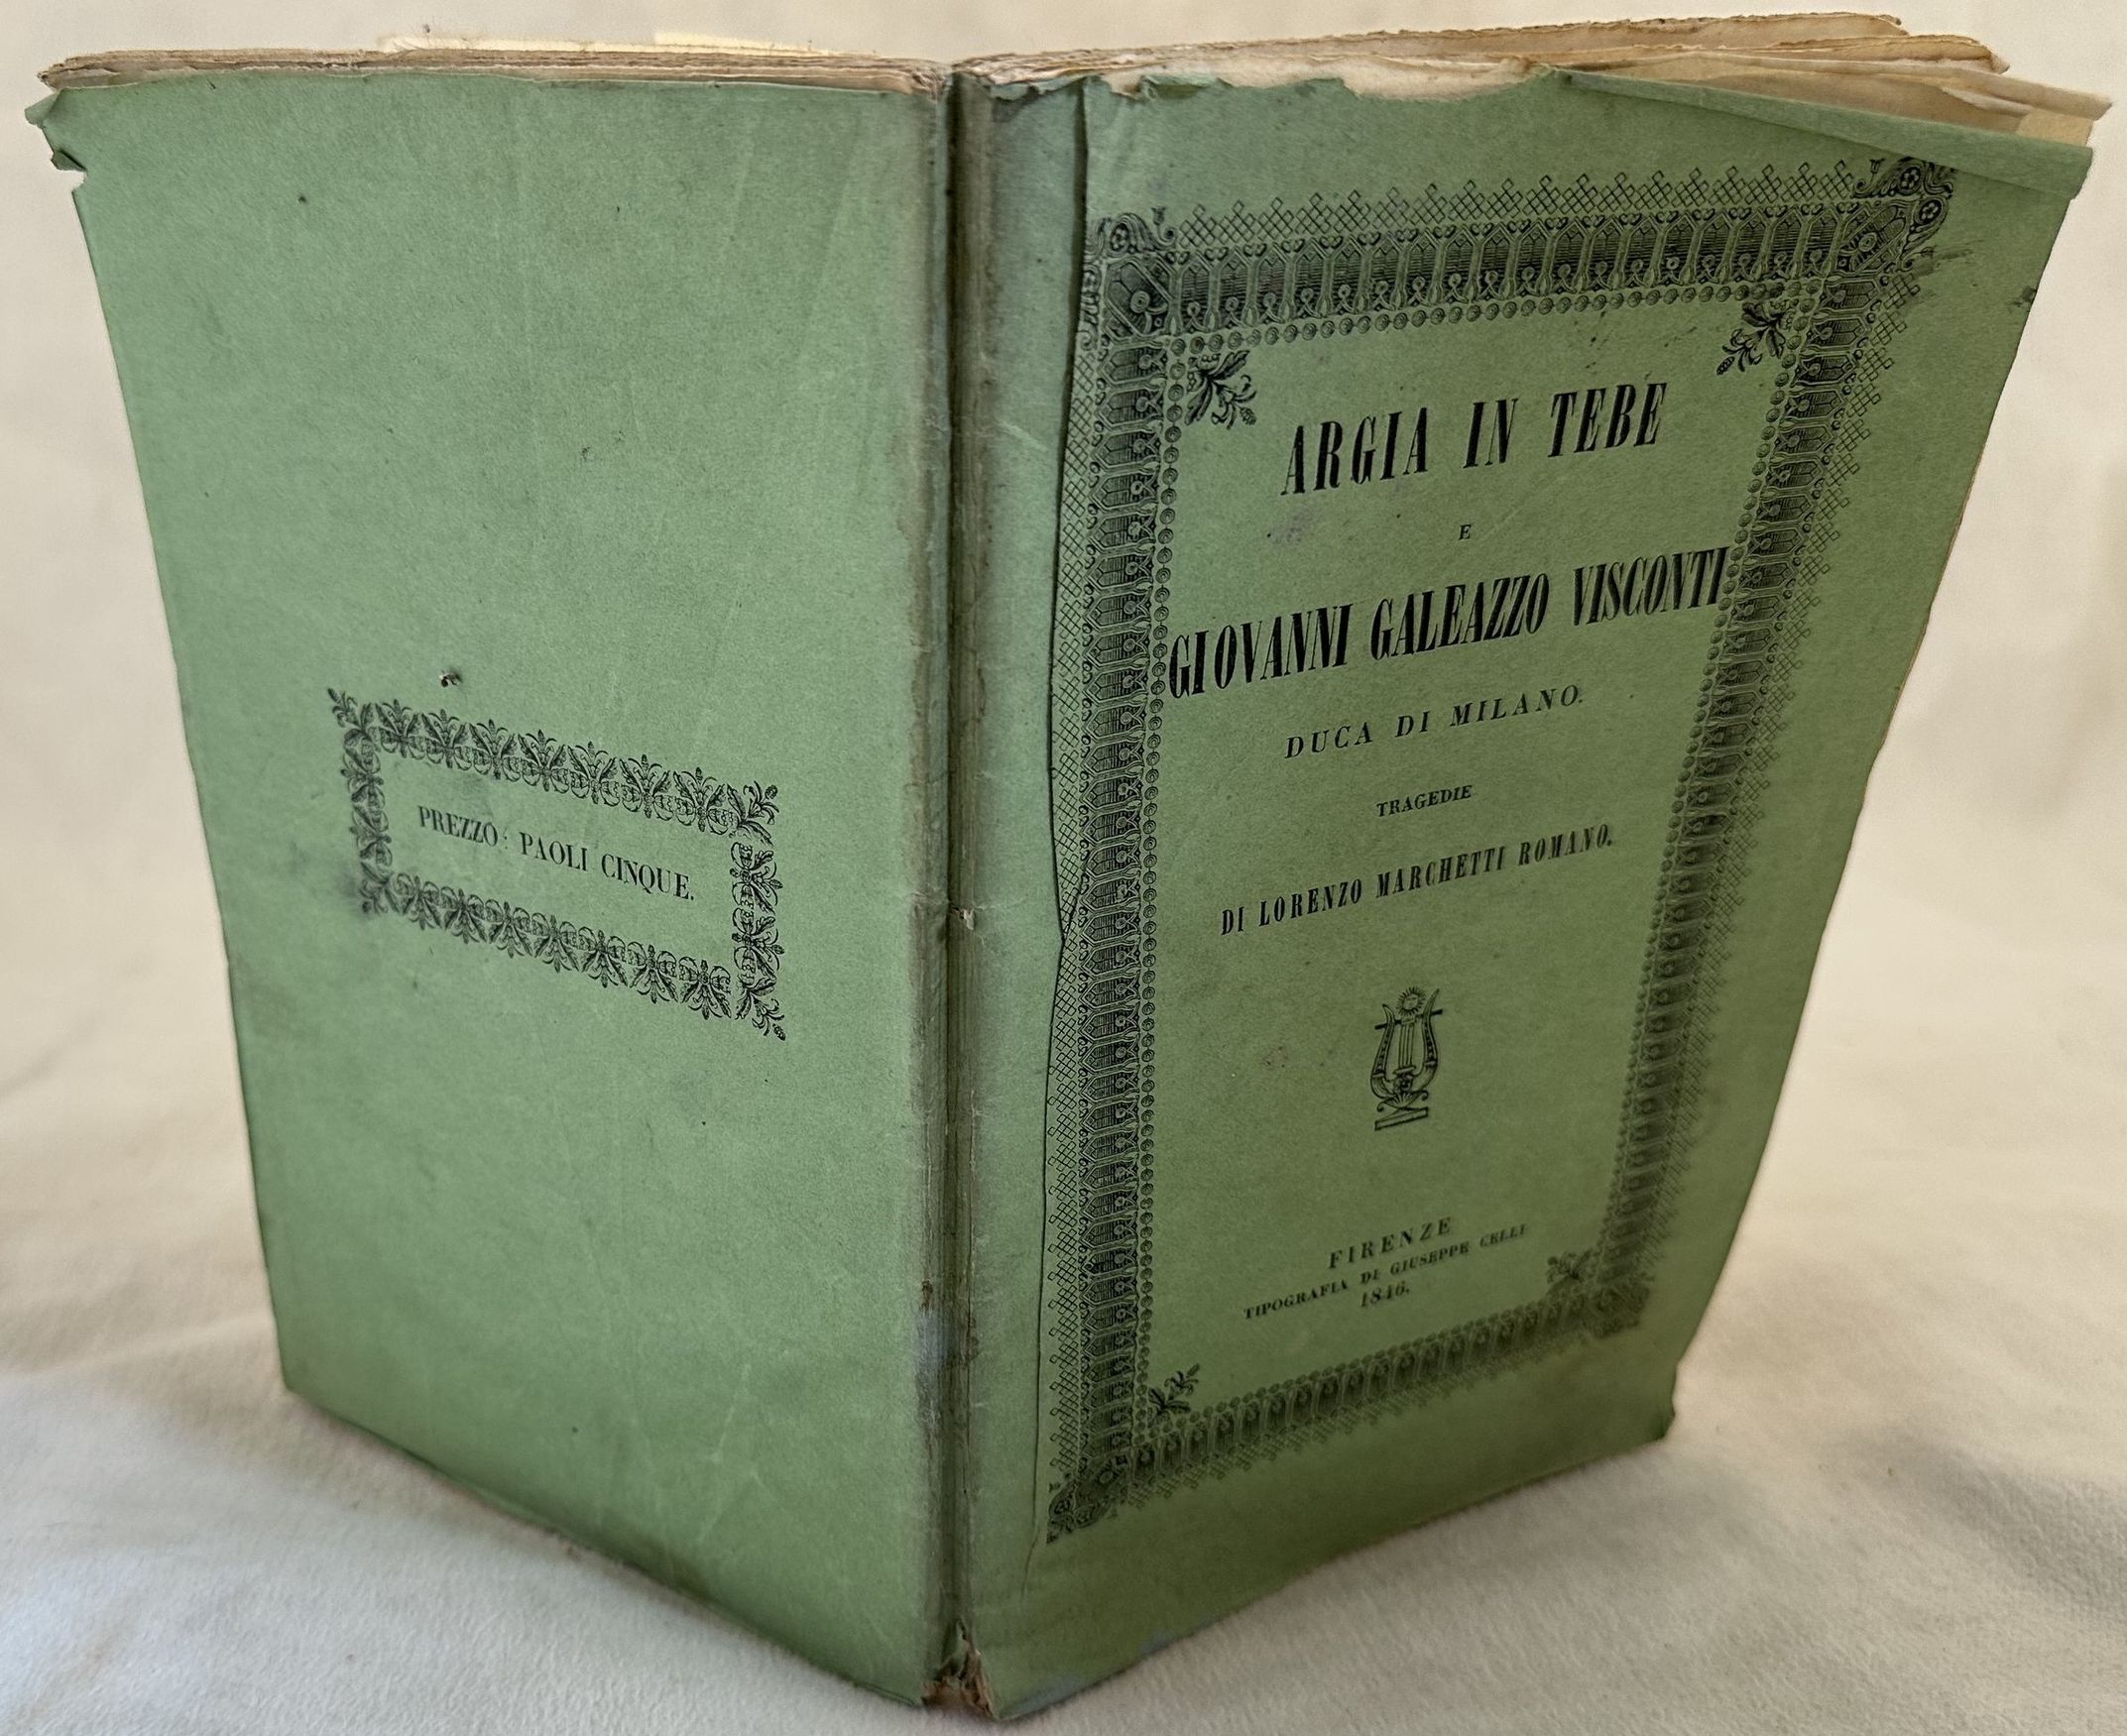 PREZZO: PAOLI CINQUE.
ARGIA IN TEBE
E
GIOVANNI GALEAZZO VISCONTI
DUCA DI MILANO.
TRAGEDIE
DI LORENZO MARCHETTI ROMANO.
FIRENZE
TIPOGRAFIA DI GIUSEPPE CELLI
1846.